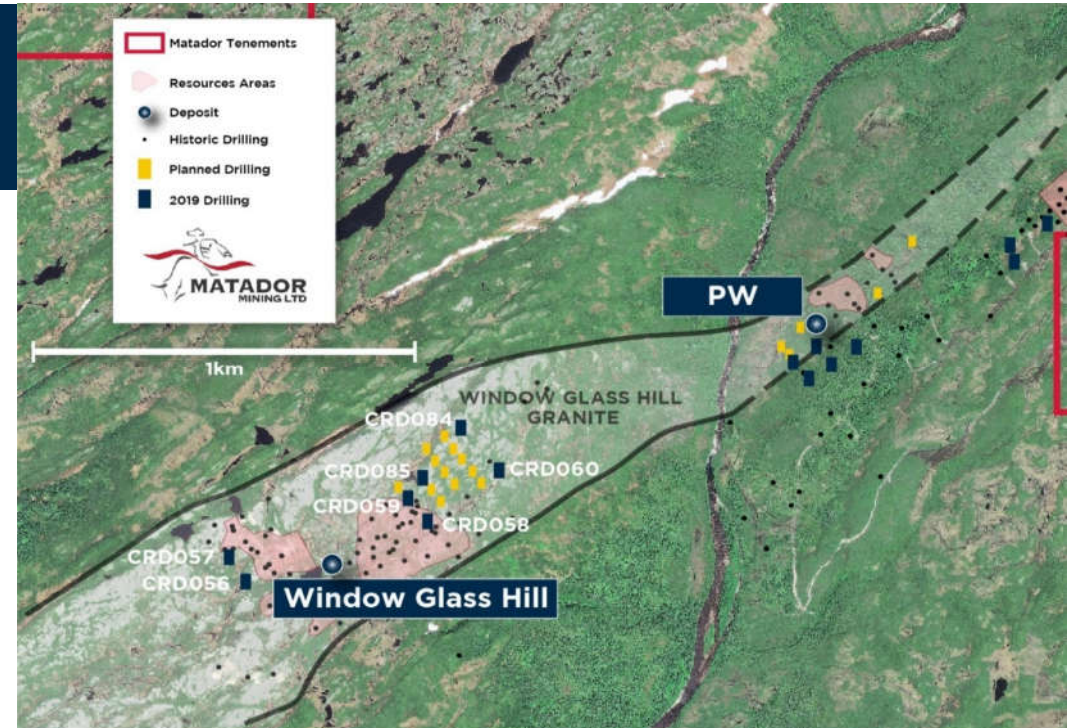 Matador Tenements
Resources Areas
Deposit
Historic Drilling
Planned Drilling
2019 Drilling
MATADOR
MINING LTD
1km
PW
WINDOW GLASS HILL
GRANITE
CRD084
CRD085
CRD060
CRD059
CRD058
CRD057
CRD056
Window Glass Hill